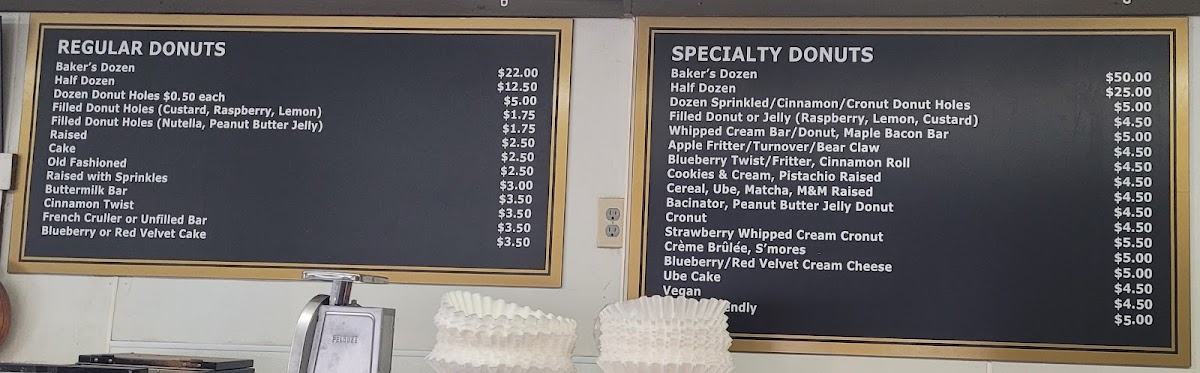 REGULAR DONUTS
Baker's Dozen $22.00
Half Dozen $12.50
Dozen Donut Holes $0.50 each $5.00
Filled Donut Holes (Custard, Raspberry, Lemon) $1.75
Filled Donut Holes (Nutella, Peanut Butter Jelly) $1.75
Raised $2.50
Cake $2.50
Old Fashioned $2.50
Raised with Sprinkles $3.00
Buttermilk Bar $3.50
Cinnamon Twist $3.50
French Cruller or Unfilled Bar $3.50
Blueberry or Red Velvet Cake $3.50
SPECIALTY DONUTS
Baker's Dozen $50.00
Half Dozen $25.00
Dozen Sprinkled/Cinnamon/Cronut Donut Holes $5.00
Filled Donut or Jelly (Raspberry, Lemon, Custard) $4.50
Whipped Cream Bar/Donut, Maple Bacon Bar $5.00
Apple Fritter/Turnover/Bear Claw $4.50
Blueberry Twist/Fritter, Cinnamon Roll $4.50
Cookies & Cream, Pistachio Raised $4.50
Cereal, Ube, Matcha, M&M Raised $4.50
Bacinator, Peanut Butter Jelly Donut $4.50
Cronut $4.50
Strawberry Whipped Cream Cronut $5.50
Crème Brûlée, S'mores $5.00
Blueberry/Red Velvet Cream Cheese $5.00
Ube Cake $4.50
Vegan $4.50
$5.00
PELOUZE